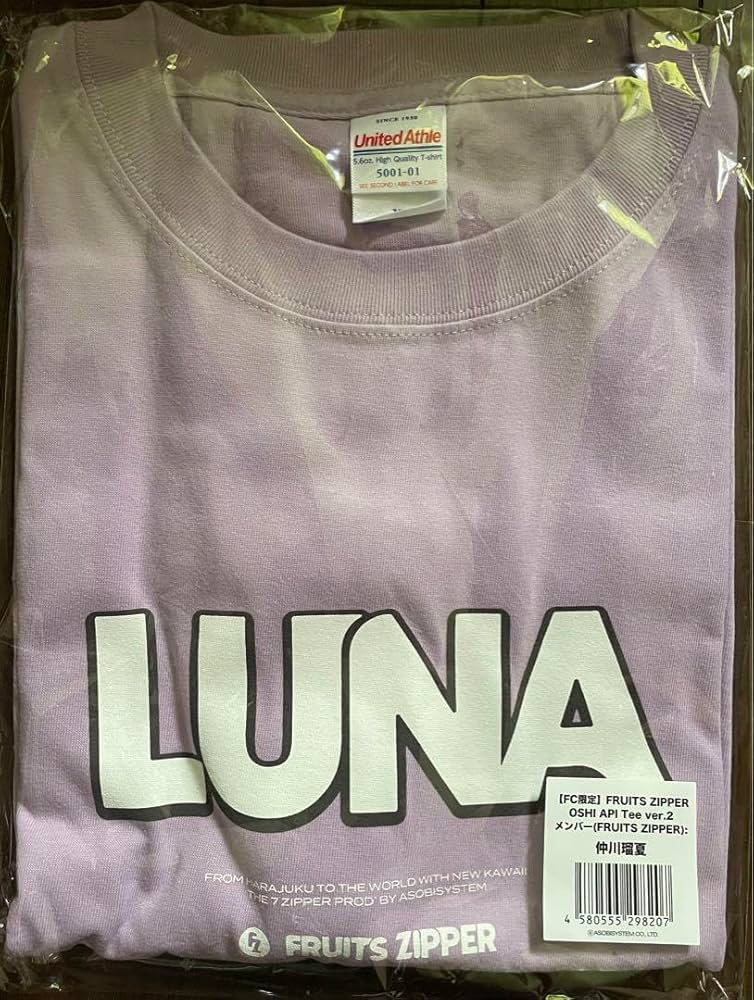 SINCE 1930
United Athle
5.6oz. High Quality T-shirt
5001-01
SEE SECOND LABEL FOR CARE
LUNA
FROM HARAJUKU TO THE WORLD WITH NEW KAWAII
THE 7 ZIPPER PROD' BY ASOBISYSTEM
FZ FRUITS ZIPPER
【FC限定】FRUITS ZIPPER
OSHI API Tee ver.2
メンバー(FRUITS ZIPPER):
仲川瑠夏
4 580555 298207
©ASOBISYSTEM CO., LTD.